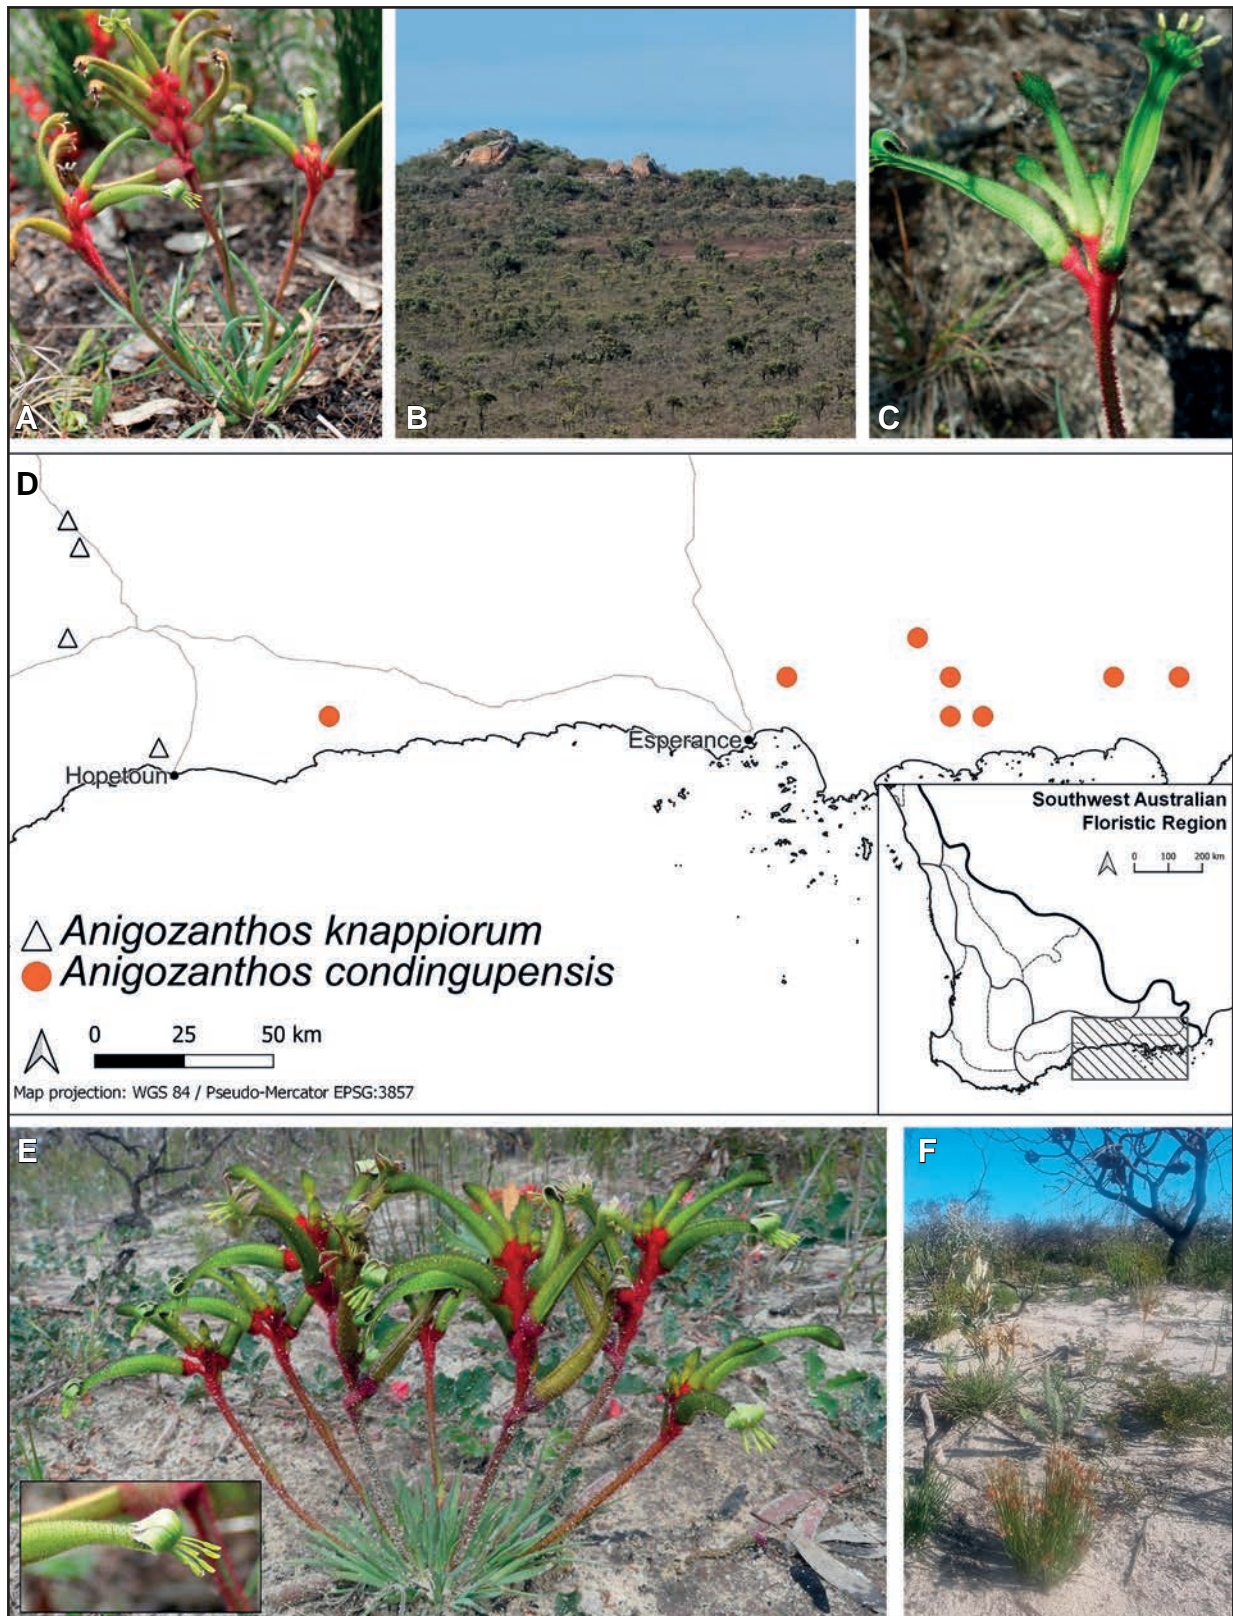 A
B
C
D
Esperance
Hopetoun
Southwest Australian
Floristic Region
0 100 200 km
Anigozanthos knappiorum
Anigozanthos condingupensis
0 25 50 km
Map projection: WGS 84 / Pseudo-Mercator EPSG:3857
E
F